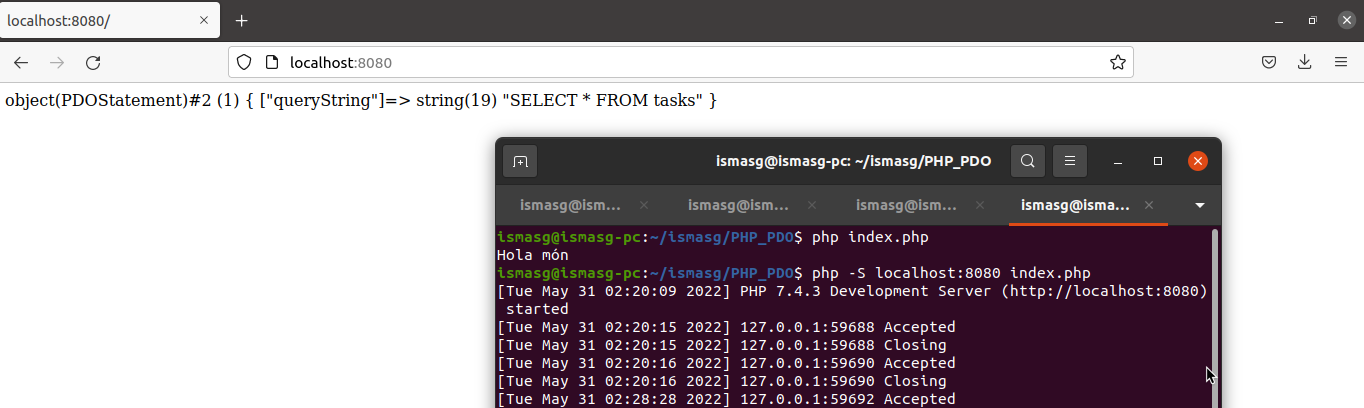 localhost:8080/
localhost:8080
object(PDOStatement)#2 (1) { ["queryString"]=> string(19) "SELECT * FROM tasks" }
ismasg@ismasg-pc: ~/ismasg/PHP_PDO
ismasg@ism... ismasg@ism... ismasg@ism... ismasg@isma...
ismasg@ismasg-pc:~/ismasg/PHP_PDO$ php index.php
Hola món
ismasg@ismasg-pc:~/ismasg/PHP_PDO$ php -S localhost:8080 index.php
[Tue May 31 02:20:09 2022] PHP 7.4.3 Development Server (http://localhost:8080)
started
[Tue May 31 02:20:15 2022] 127.0.0.1:59688 Accepted
[Tue May 31 02:20:15 2022] 127.0.0.1:59688 Closing
[Tue May 31 02:20:16 2022] 127.0.0.1:59690 Accepted
[Tue May 31 02:20:16 2022] 127.0.0.1:59690 Closing
[Tue May 31 02:28:28 2022] 127.0.0.1:59692 Accepted